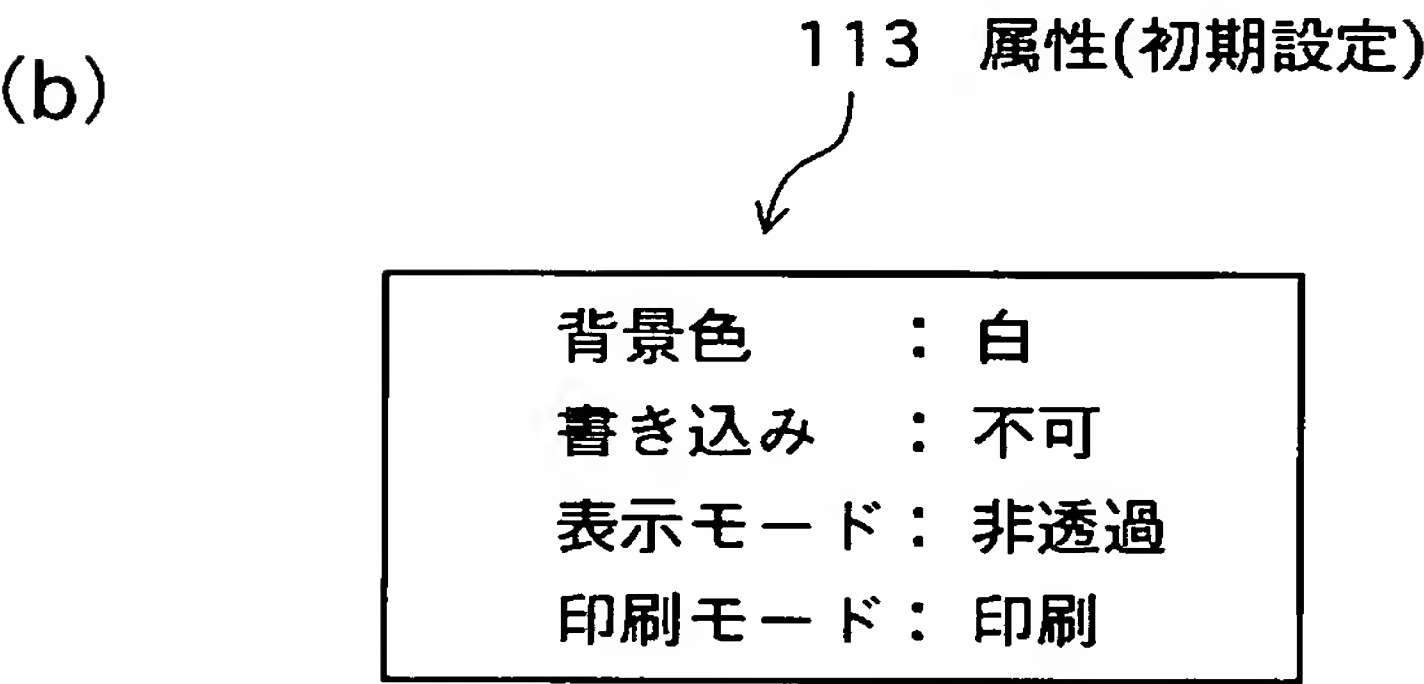 (b)
113 属性(初期設定)
背景色 : 白
書き込み : 不可
表示モード : 非透過
印刷モード : 印刷